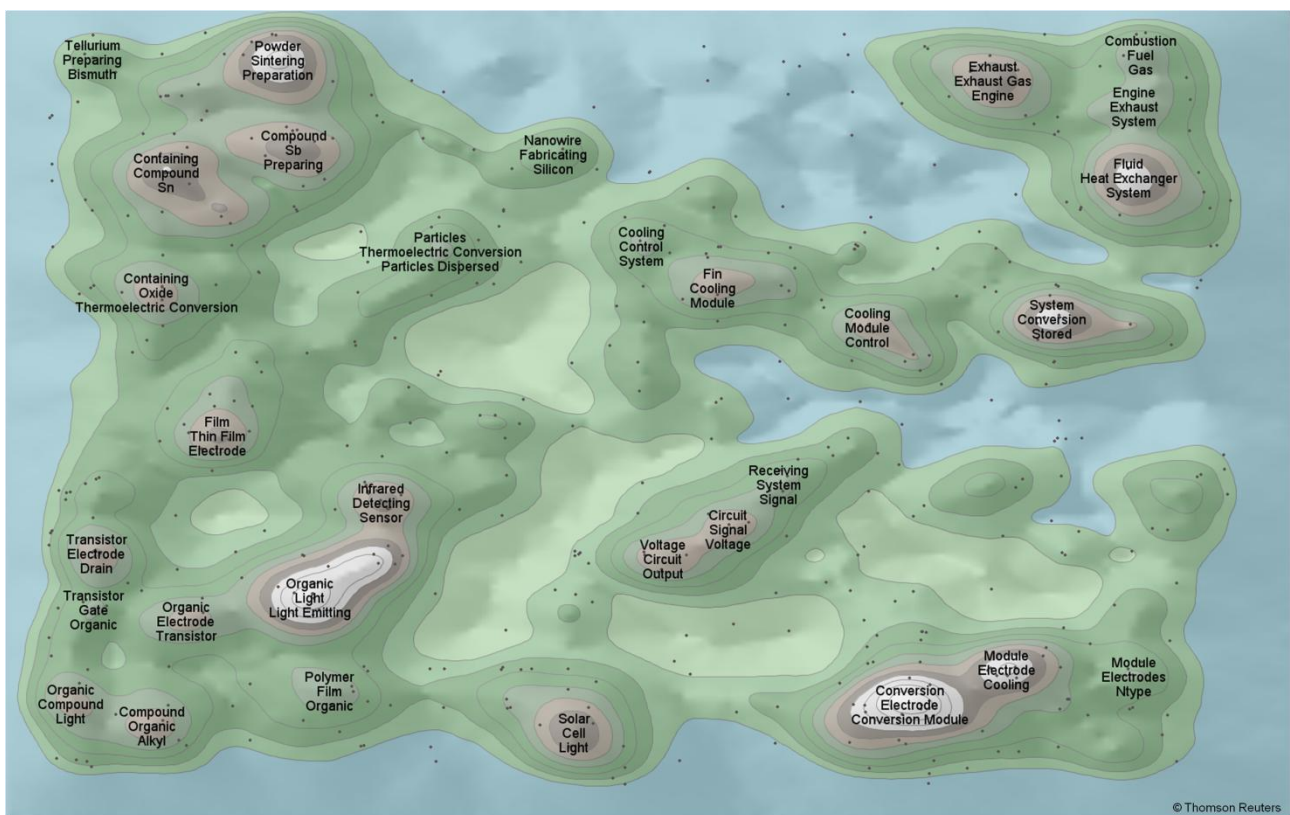 Tellurium
Preparing
Bismuth
Powder
Sintering
Preparation
Exhaust
Exhaust Gas
Engine
Combustion
Fuel
Gas
Engine
Exhaust
System
Compound
Sb
Preparing
Containing
Compound
Sn
Nanowire
Fabricating
Silicon
Fluid
Heat Exchanger
System
Particles
Thermoelectric Conversion
Particles Dispersed
Cooling
Control
System
Containing
Oxide
Thermoelectric Conversion
Fin
Cooling
Module
Cooling
Module
Control
System
Conversion
Stored
Film
Thin Film
Electrode
Infrared
Detecting
Sensor
Receiving
System
Signal
Circuit
Signal
Voltage
Voltage
Circuit
Output
Transistor
Electrode
Drain
Transistor
Gate
Organic
Organic
Electrode
Transistor
Organic
Light
Light Emitting
Organic
Compound
Light
Compound
Organic
Alkyl
Polymer
Film
Organic
Solar
Cell
Light
Conversion
Electrode
Conversion Module
Module
Electrode
Cooling
Module
Electrodes
Ntype
© Thomson Reuters